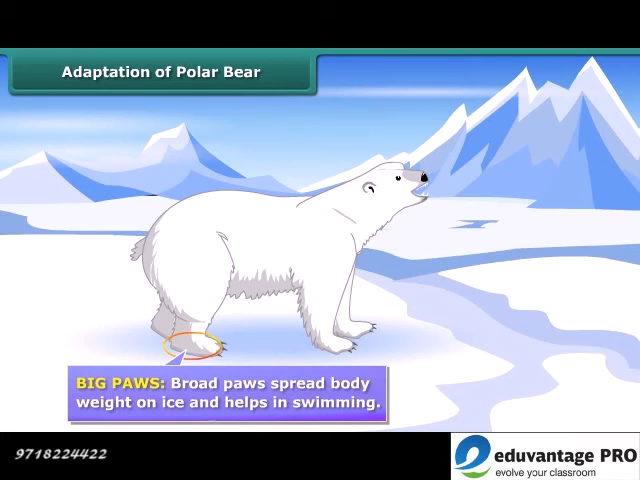 Adaptation of Polar Bear
BIG PAWS: Broad paws spread body
weight on ice and helps in swimming.
9718224422
eduvantage PRO
evolve your classroom